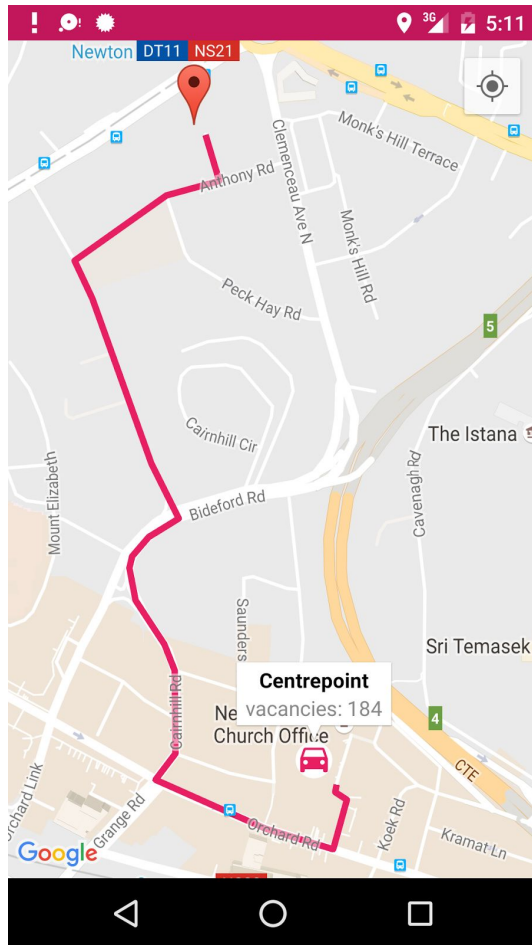 3G
5:11
Newton DT11 NS21
Monk's Hill Terrace
Clemenceau Ave N
Anthony Rd
Monk's Hill Rd
Peck Hay Rd
5
Cairnhill Cir
The Istana
Cavenagh Rd
Mount Elizabeth
Bideford Rd
Saunders
Sri Temasek
Centrepoint
vacancies: 184
Ne
Church Office
Cairnhill Rd
4
CTE
Orchard Link
Grange Rd
Orchard Rd
Koek Rd
Kramat Ln
Google